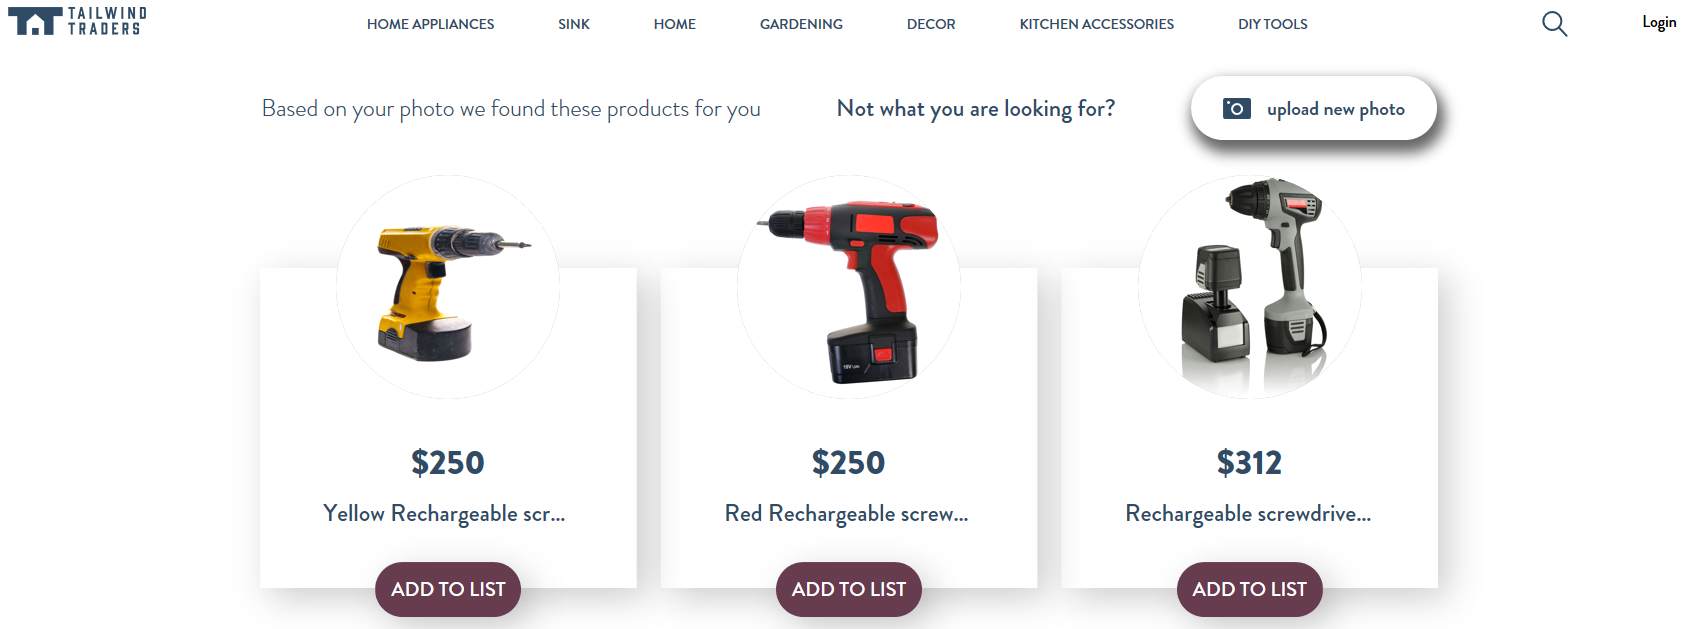 TAILWIND
TRADERS
HOME APPLIANCES
SINK
HOME
GARDENING
DECOR
KITCHEN ACCESSORIES
DIY TOOLS
Login
Based on your photo we found these products for you
Not what you are looking for?
upload new photo
18V
$250
$250
$312
Yellow Rechargeable scr...
Red Rechargeable screw...
Rechargeable screwdrive...
ADD TO LIST
ADD TO LIST
ADD TO LIST